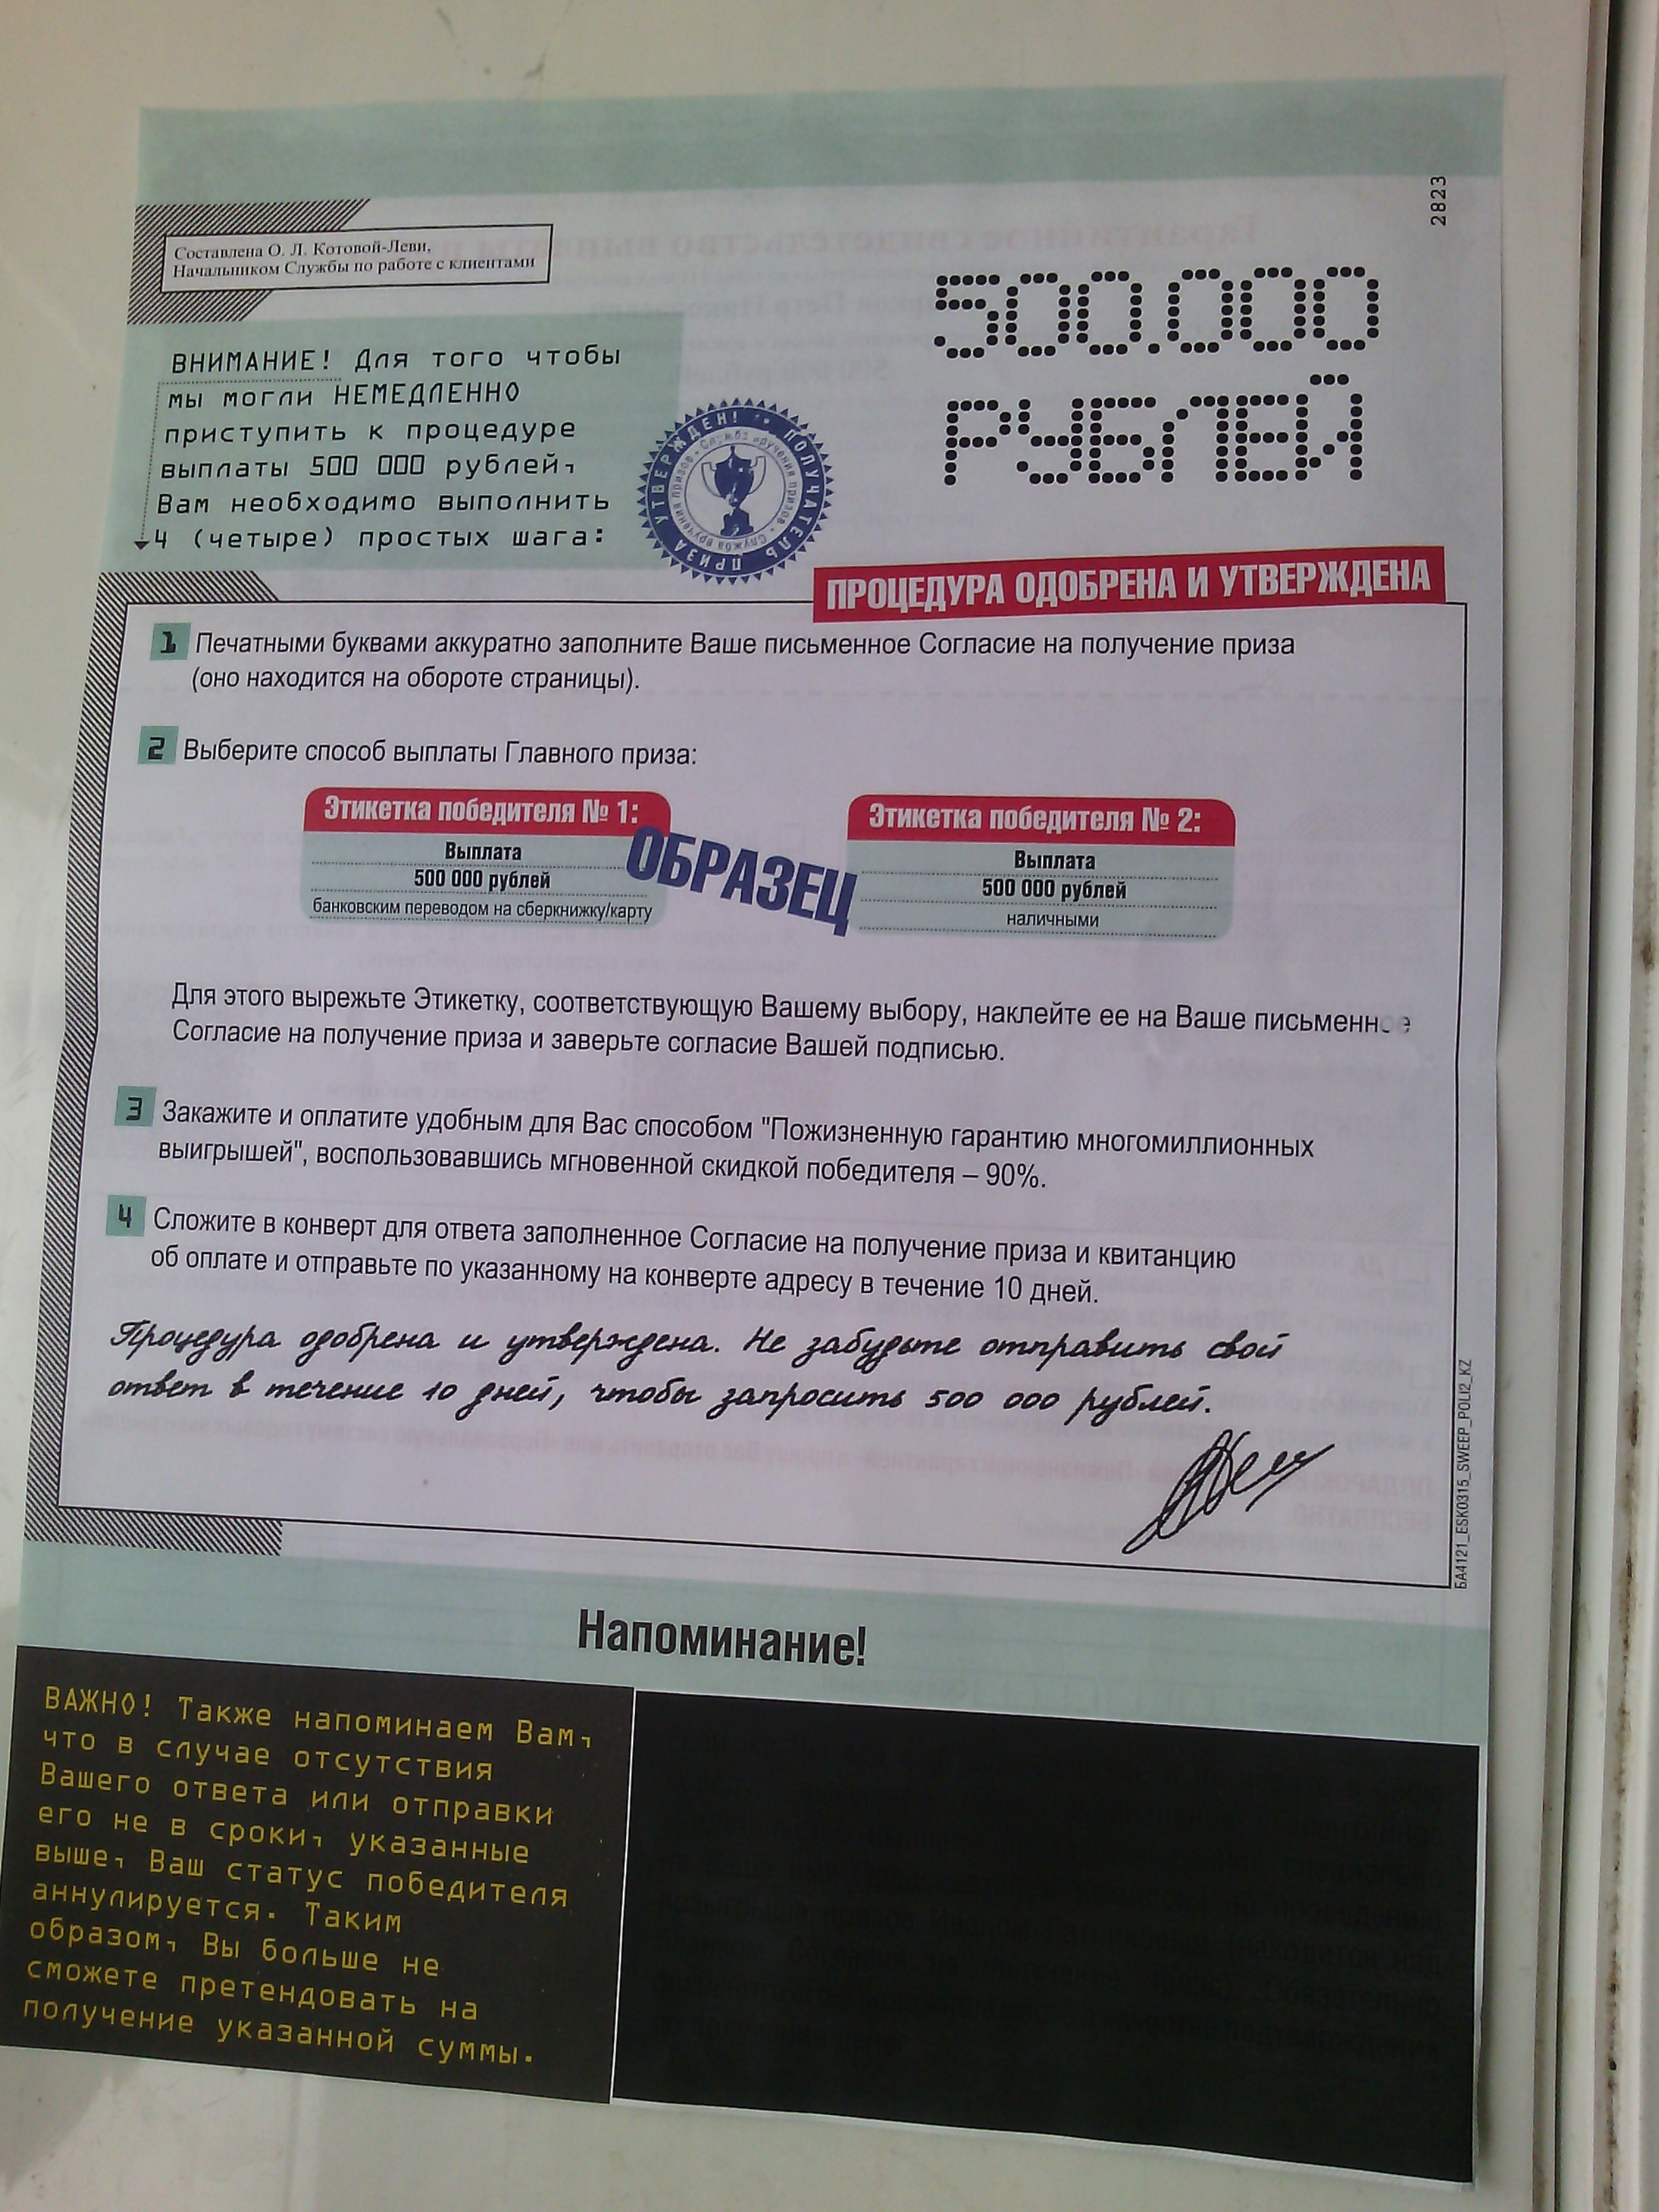 2823
Составлена О. Л. Котовой-Леви,
Начальником Службы по работе с клиентами
500.000
РУБЛЕЙ
ВНИМАНИЕ! Для того чтобы
мы могли НЕМЕДЛЕННО
приступить к процедуре
выплаты 500 000 рублей,
Вам необходимо выполнить
4 (четыре) простых шага:
УТВЕРЖДЕН! ПОЛУЧАТЕЛЬ ПРИЗА
Служба вручения призов • Служба вручения призов
ПРОЦЕДУРА ОДОБРЕНА И УТВЕРЖДЕНА
1 Печатными буквами аккуратно заполните Ваше письменное Согласие на получение приза
(оно находится на обороте страницы).
2 Выберите способ выплаты Главного приза:
Этикетка победителя № 1:
Выплата
500 000 рублей
банковским переводом на сберкнижку/карту
ОБРАЗЕЦ
Этикетка победителя № 2:
Выплата
500 000 рублей
наличными
Для этого вырежьте Этикетку, соответствующую Вашему выбору, наклейте ее на Ваше письменное
Согласие на получение приза и заверьте согласие Вашей подписью.
3 Закажите и оплатите удобным для Вас способом "Пожизненную гарантию многомиллионных
выигрышей", воспользовавшись мгновенной скидкой победителя – 90%.
4 Сложите в конверт для ответа заполненное Согласие на получение приза и квитанцию
об оплате и отправьте по указанному на конверте адресу в течение 10 дней.
Процедура одобрена и утверждена. Не забудьте отправить свой
ответ в течение 10 дней, чтобы запросить 500 000 рублей.
БА4121_ESK0315_SWEEP_POLI2_KZ
Напоминание!
ВАЖНО! Также напоминаем Вам,
что в случае отсутствия
Вашего ответа или отправки
его не в сроки, указанные
выше, Ваш статус победителя
аннулируется. Таким
образом, Вы больше не
сможете претендовать на
получение указанной суммы.